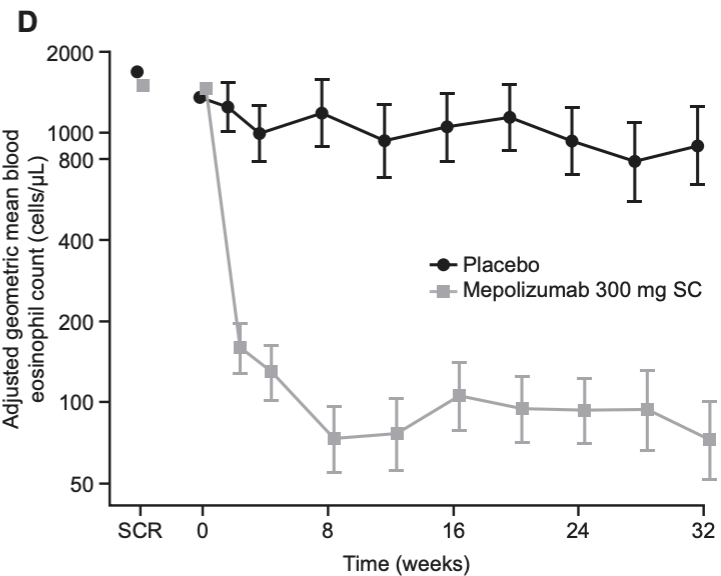 D
Adjusted geometric mean blood
eosinophil count (cells/μL)
2000
1000
800
400
200
100
50
Placebo
Mepolizumab 300 mg SC
SCR 0 8 16 24 32
Time (weeks)